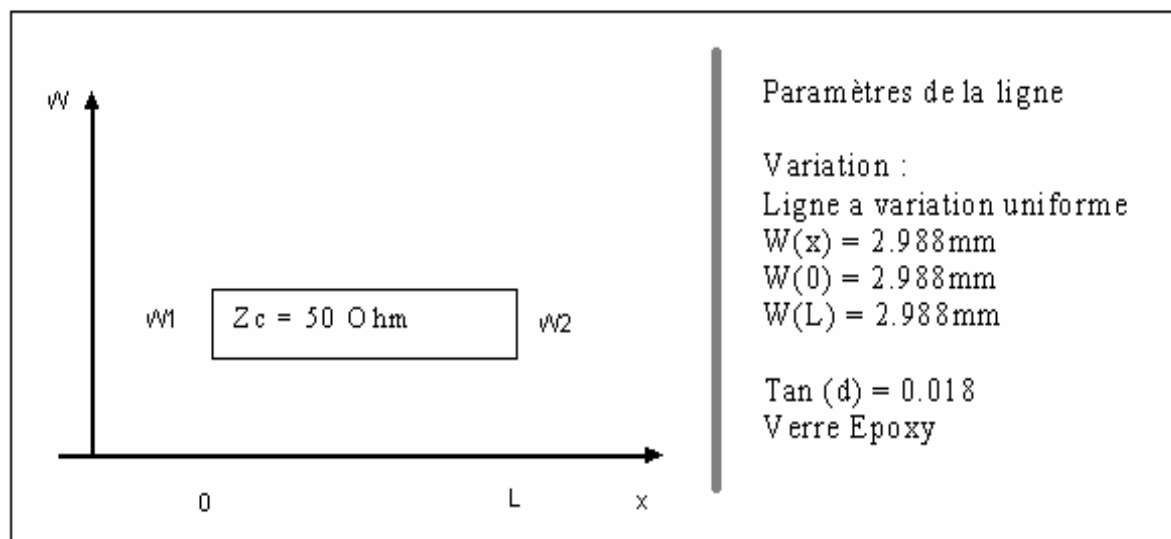 W
W1
Zc = 50 Ohm
W2
0
L
x
Paramètres de la ligne
Variation :
Ligne a variation uniforme
W(x) = 2.988mm
W(0) = 2.988mm
W(L) = 2.988mm
Tan (d) = 0.018
Verre Epoxy